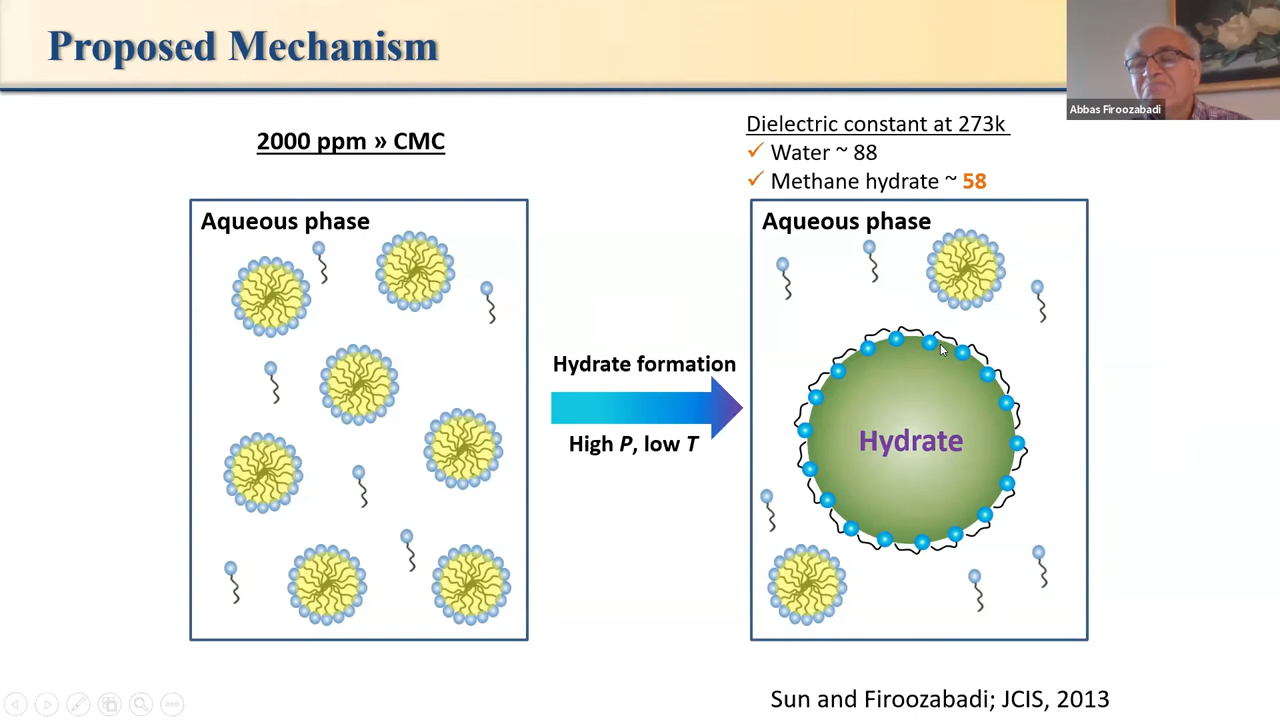 Proposed Mechanism
Abbas Firoozabadi
2000 ppm » CMC
Dielectric constant at 273k
✓ Water ~ 88
✓ Methane hydrate ~ 58
Aqueous phase
Aqueous phase
Hydrate formation
High P, low T
Hydrate
Sun and Firoozabadi; JCIS, 2013